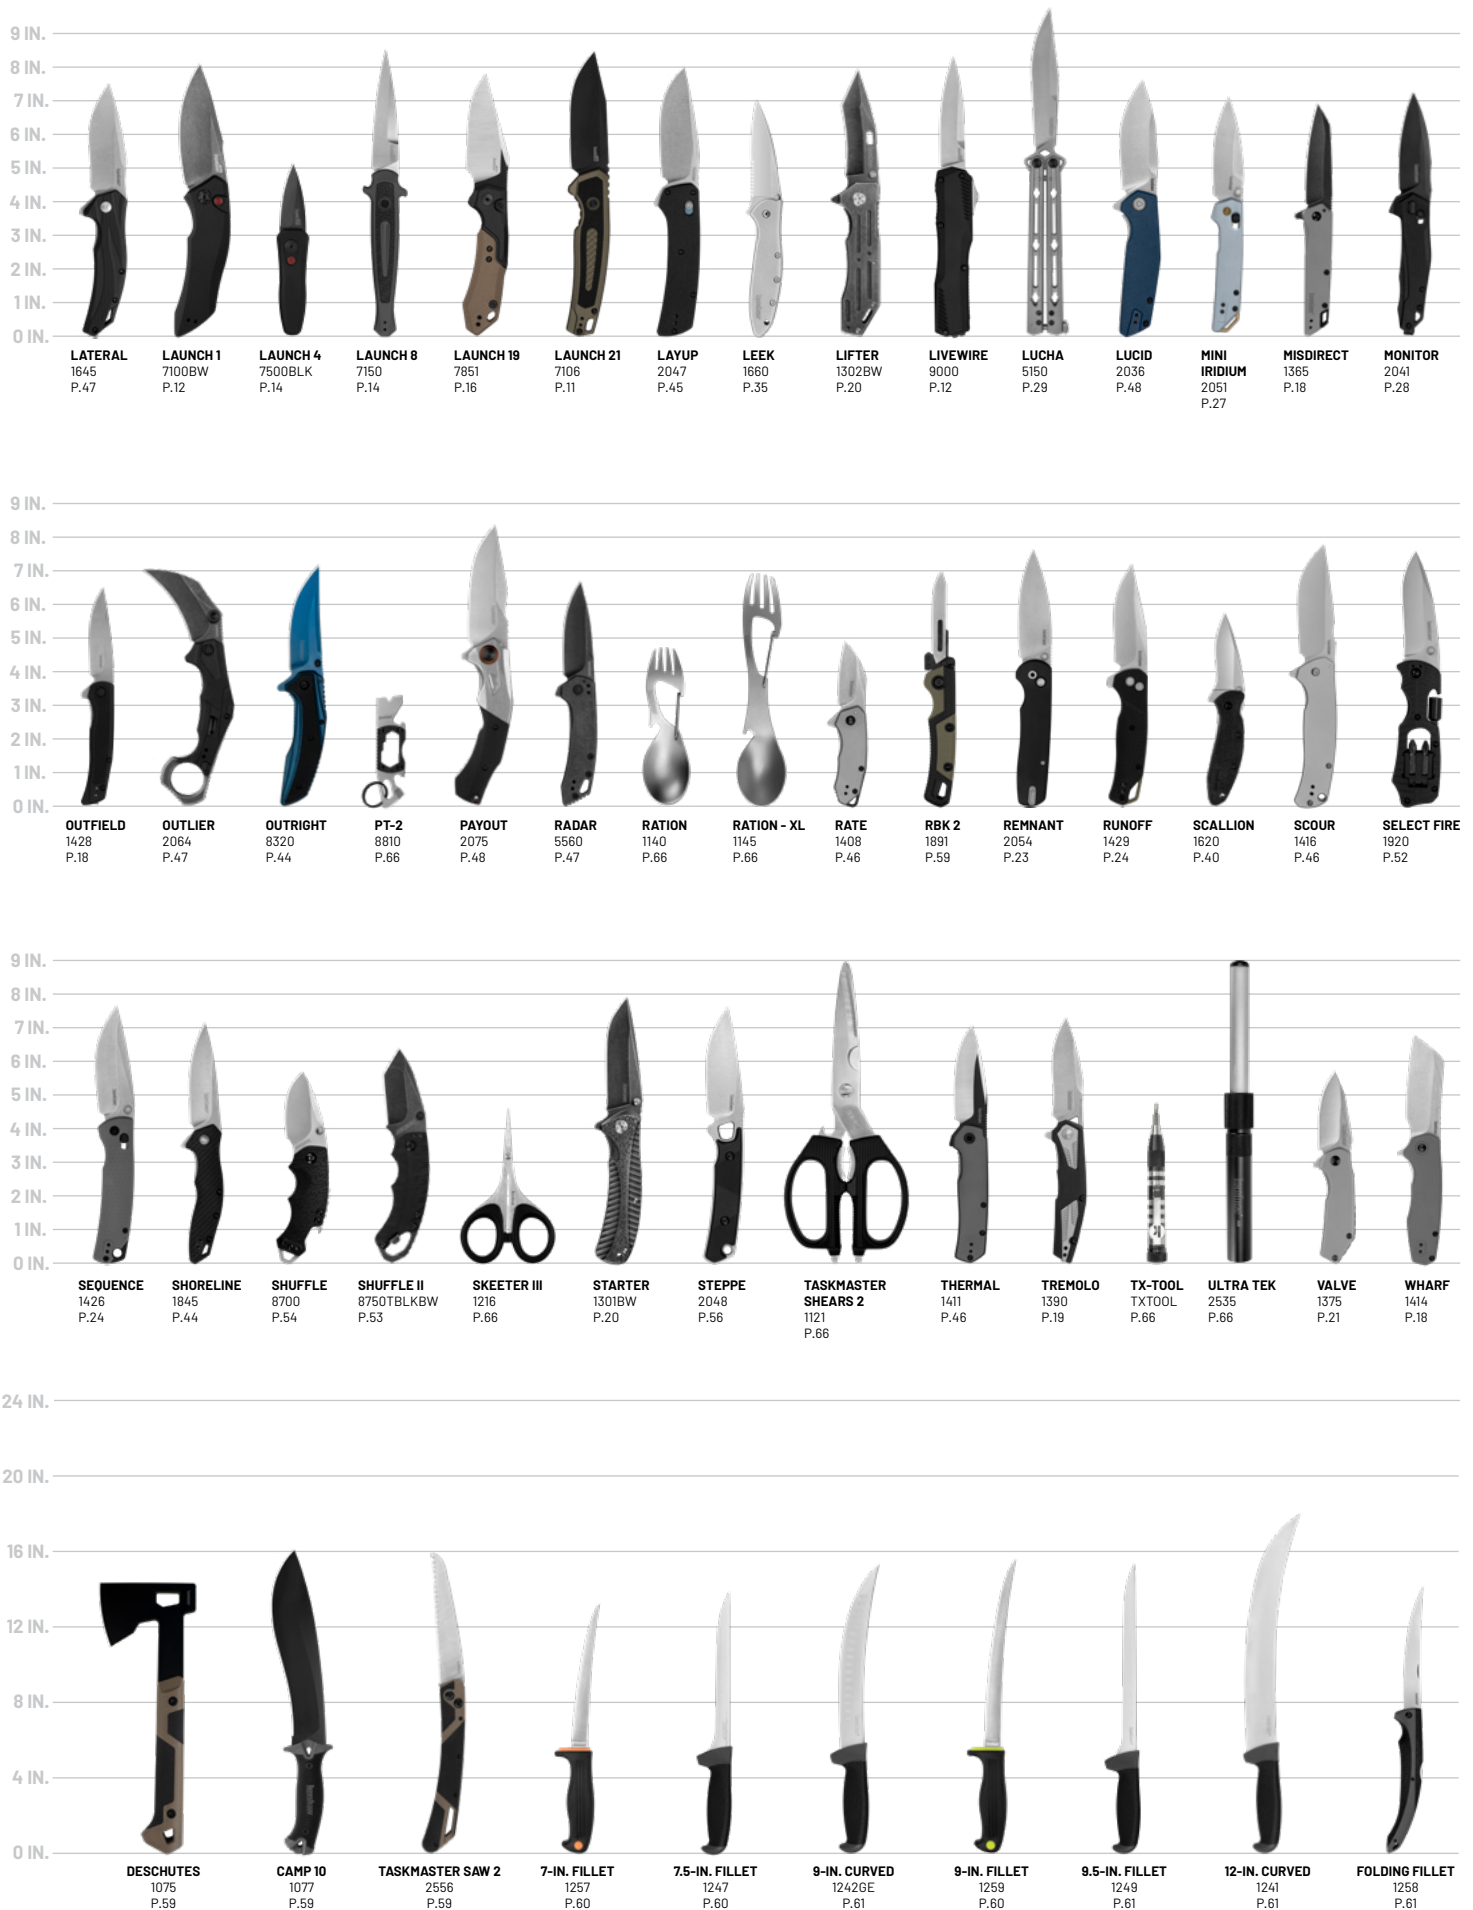 9 IN.
8 IN.
7 IN.
6 IN.
5 IN.
4 IN.
3 IN.
2 IN.
1 IN.
0 IN.
LATERAL
1645
P.47
LAUNCH 1
7100BW
P.12
LAUNCH 4
7500BLK
P.14
LAUNCH 8
7150
P.14
LAUNCH 19
7851
P.16
LAUNCH 21
7106
P.11
LAYUP
2047
P.45
LEEK
1660
P.35
LIFTER
1302BW
P.20
LIVEWIRE
9000
P.12
LUCHA
5150
P.29
LUCID
2036
P.48
MINI
IRIDIUM
2051
P.27
MISDIRECT
1365
P.18
MONITOR
2041
P.28
9 IN.
8 IN.
7 IN.
6 IN.
5 IN.
4 IN.
3 IN.
2 IN.
1 IN.
0 IN.
OUTFIELD
1428
P.18
OUTLIER
2064
P.47
OUTRIGHT
8320
P.44
PT-2
8810
P.66
PAYOUT
2075
P.48
RADAR
5560
P.47
RATION
1140
P.66
RATION - XL
1145
P.66
RATE
1408
P.46
RBK 2
1891
P.59
REMNANT
2054
P.23
RUNOFF
1429
P.24
SCALLION
1620
P.40
SCOUR
1416
P.46
SELECT FIRE
1920
P.52
9 IN.
8 IN.
7 IN.
6 IN.
5 IN.
4 IN.
3 IN.
2 IN.
1 IN.
0 IN.
SEQUENCE
1426
P.24
SHORELINE
1845
P.44
SHUFFLE
8700
P.54
SHUFFLE II
8750TBLKBW
P.53
SKEETER III
1216
P.66
STARTER
1301BW
P.20
STEPPE
2048
P.56
TASKMASTER
SHEARS 2
1121
P.66
THERMAL
1411
P.46
TREMOLO
1390
P.19
TX-TOOL
TXTOOL
P.66
ULTRA TEK
2535
P.66
VALVE
1375
P.21
WHARF
1414
P.18
24 IN.
20 IN.
16 IN.
12 IN.
8 IN.
4 IN.
0 IN.
DESCHUTES
1075
P.59
CAMP 10
1077
P.59
TASKMASTER SAW 2
2556
P.59
7-IN. FILLET
1257
P.60
7.5-IN. FILLET
1247
P.60
9-IN. CURVED
1242GE
P.61
9-IN. FILLET
1259
P.60
9.5-IN. FILLET
1249
P.61
12-IN. CURVED
1241
P.61
FOLDING FILLET
1258
P.61